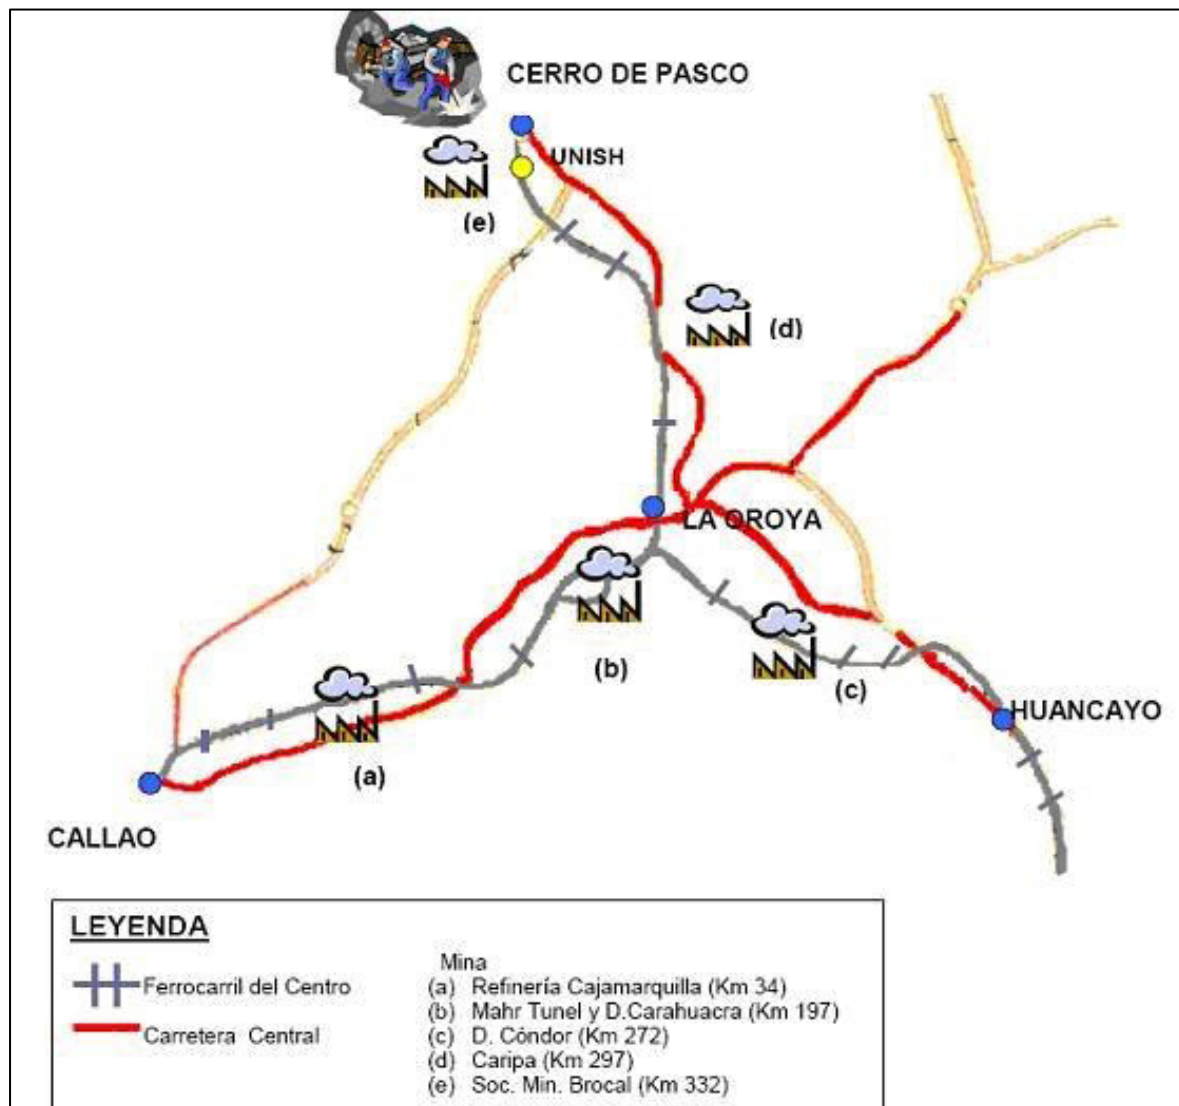 CERRO DE PASCO
UNISH
(e)
(d)
LA OROYA
(b)
(c)
HUANCAYO
(a)
CALLAO
LEYENDA
Ferrocarril del Centro
Carretera Central
Mina
(a) Refinería Cajamarquilla (Km 34)
(b) Mahr Tunel y D.Carahuacra (Km 197)
(c) D. Cóndor (Km 272)
(d) Caripa (Km 297)
(e) Soc. Min. Brocal (Km 332)